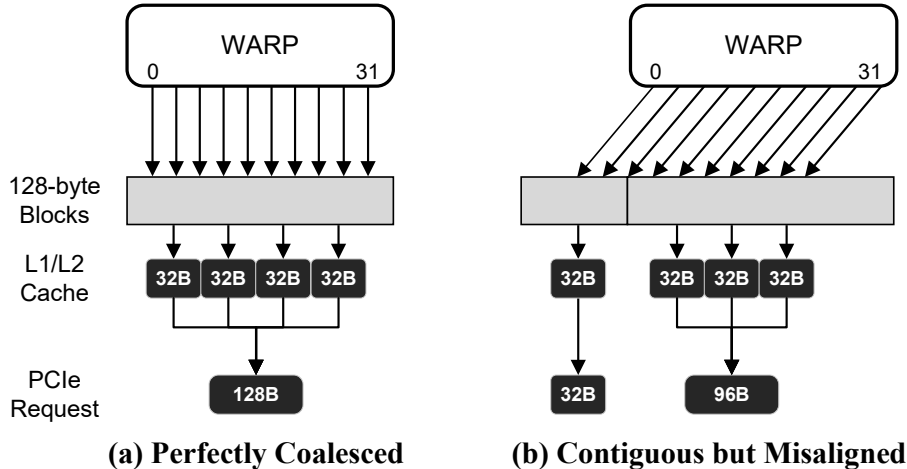 WARP
0 31
WARP
0 31
128-byte
Blocks
L1/L2
Cache
32B 32B 32B 32B
32B
32B 32B 32B
PCIe
Request
128B
32B
96B
(a) Perfectly Coalesced
(b) Contiguous but Misaligned